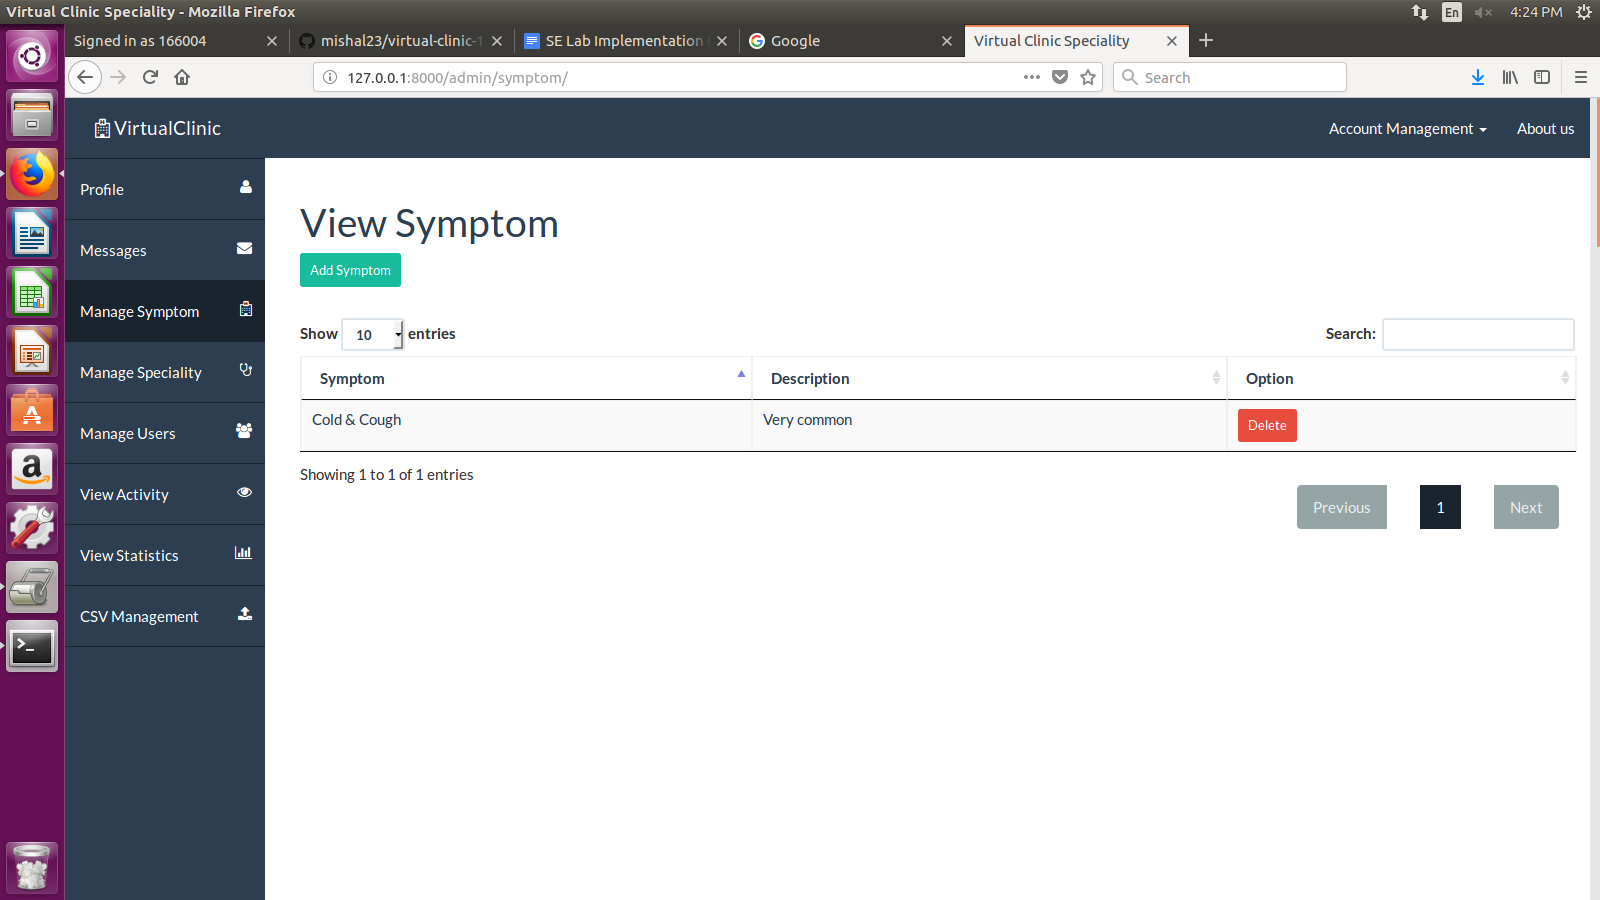 Virtual Clinic Speciality - Mozilla Firefox
En
4:24 PM
Signed in as 166004
mishal23/virtual-clinic-
SE Lab Implementation
Google
Virtual Clinic Speciality
127.0.0.1:8000/admin/symptom/
Search
VirtualClinic
Account Management
About us
Profile
Messages
Manage Symptom
Manage Speciality
Manage Users
View Activity
View Statistics
CSV Management
View Symptom
Add Symptom
Show 10 entries
Search:
Symptom Description Option
Cold & Cough Very common Delete
Showing 1 to 1 of 1 entries
Previous 1 Next